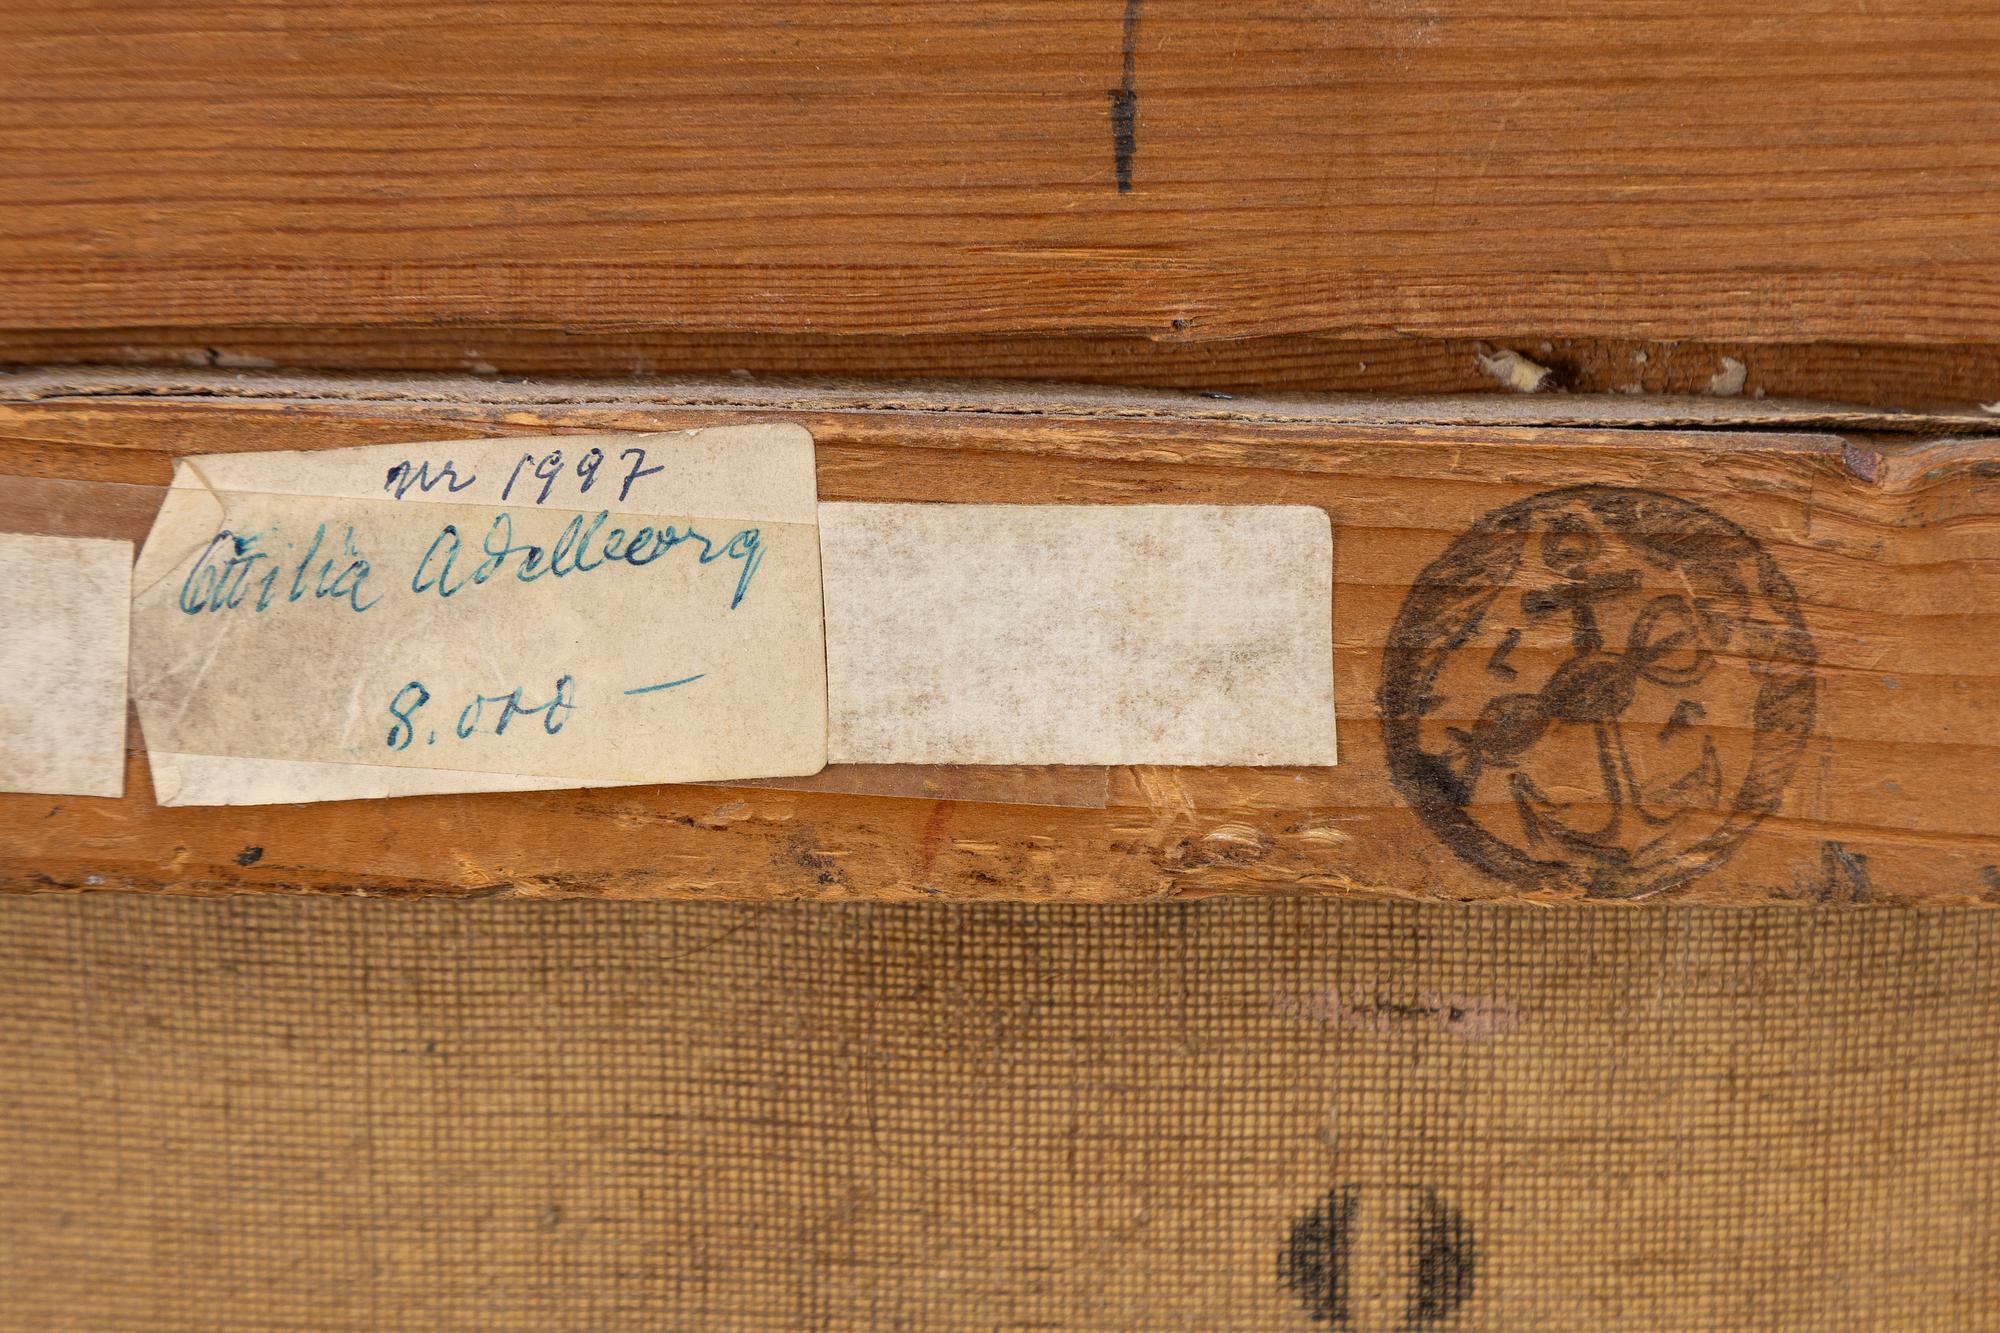 nr 1997
Ottilia Adelborg
8.000 —